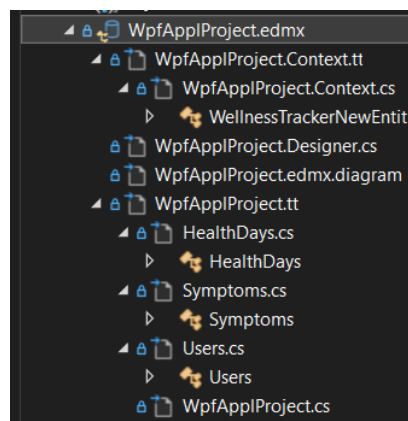 WpfApplProject.edmx
WpfApplProject.Context.tt
WpfApplProject.Context.cs
WellnessTrackerNewEntit
WpfApplProject.Designer.cs
WpfApplProject.edmx.diagram
WpfApplProject.tt
HealthDays.cs
HealthDays
Symptoms.cs
Symptoms
Users.cs
Users
WpfApplProject.cs